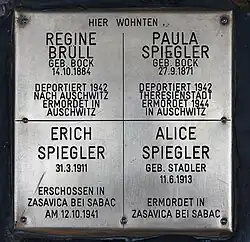 HIER WOHNTEN
REGINE
BRÜLL
GEB. BOCK
14.10.1884
DEPORTIERT 1942
NACH AUSCHWITZ
ERMORDET IN
AUSCHWITZ
PAULA
SPIEGLER
GEB. BOCK
27.9.1871
DEPORTIERT 1942
THERESIENSTADT
ERMORDET 1944
IN AUSCHWITZ
ERICH
SPIEGLER
31.3.1911
ERSCHOSSEN IN
ZASAVICA BEI SABAC
AM 12.10.1941
ALICE
SPIEGLER
GEB. STADLER
11.6.1913
ERMORDET IN
ZASAVICA BEI SABAC